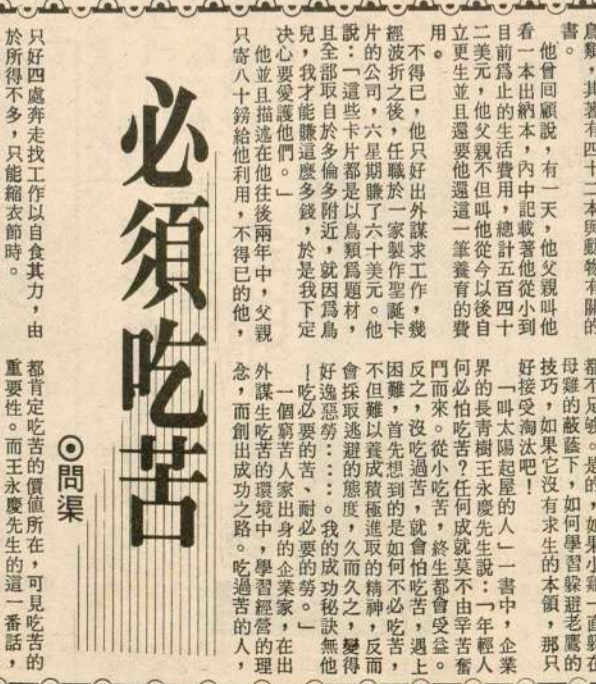 必須吃苦
⊙問渠
鳥類，其著有四十二本與動物有關的
書。
他曾回顧說，有一天，他父親叫他
看一本出納本，內中記載著他從小到
目前爲止的生活費用，總計五百四十
二美元，他父親不但叫他從今以後自
立更生並且還要他還這一筆養育的費
用。
不得已，他只好出外謀求工作，幾
經波折之後，任職於一家製作聖誕卡
片的公司，六星期賺了六十美元。他
說：「這些卡片都是以鳥類爲題材，
且全部取自於多倫多附近，就因爲鳥
兒，我才能賺這麼多錢，於是我下定
決心要愛護他們。」
他並且描述在他往後兩年中，父親
只寄八十鎊給他利用，不得已的他，
只好四處奔走找工作以自食其力，由
於所得不多，只能縮衣節時。
都不足夠。是的，如果小雞一直躲在
母雞的蔽蔭下，如何學習躲避老鷹的
技巧，如果它沒有求生的本領，那只
好接受淘汰吧！
「叫太陽起屋的人」一書中，企業
界的長青樹王永慶先生說：「年輕人
何必怕吃苦？任何成就莫不由辛苦奮
鬥而來。從小吃苦，終生都會受益。
反之，沒吃過苦，就會怕吃苦，遇上
困難，首先想到的是如何不必吃苦，
不但難以養成積極進取的精神，反而
會採取逃避的態度，久而久之，變得
好逸惡勞：：：。我的成功秘訣無他
—吃必要的苦、耐必要的勞。」
一個窮苦人家出身的企業家，在出
外謀生吃苦的環境中，學習經營的理
念，而創出成功之路。吃過苦的人，
都肯定吃苦的價值所在，可見吃苦的
重要性。而王永慶先生的這一番話，